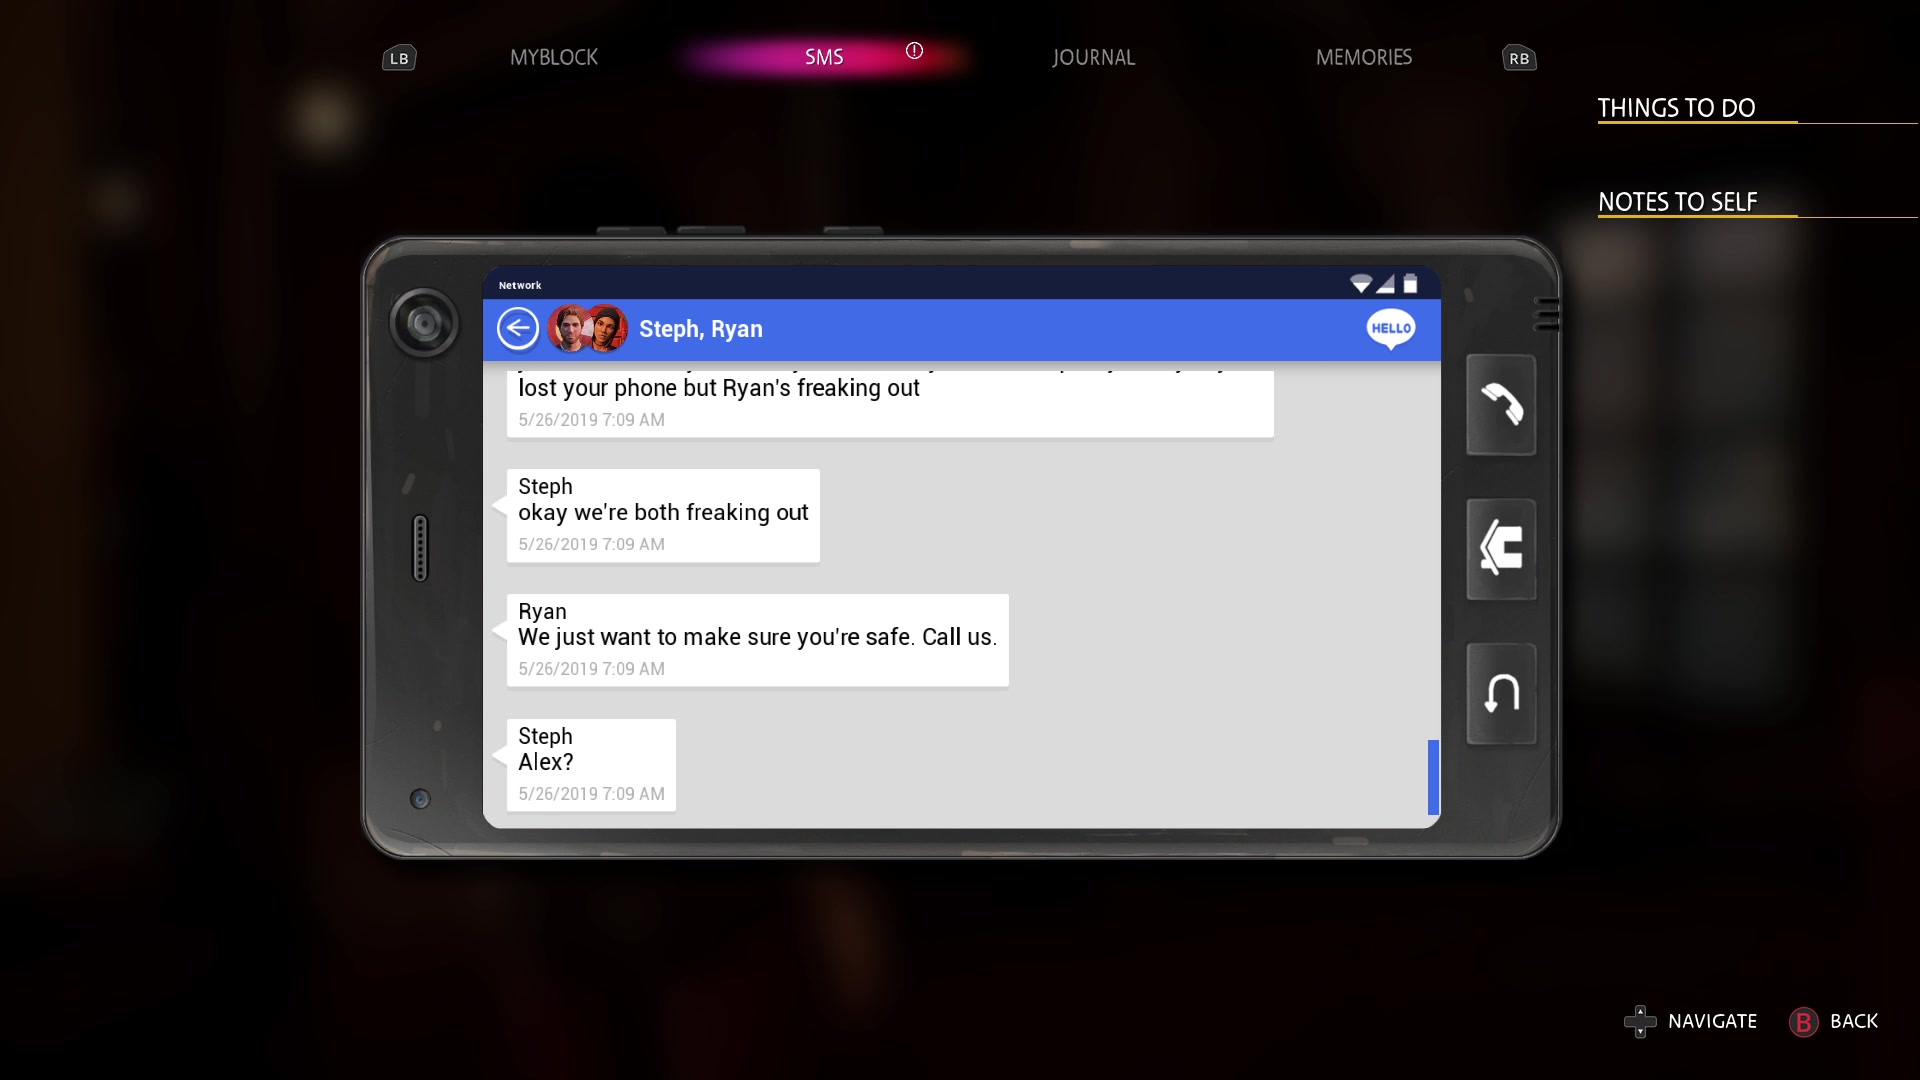 LB
MYBLOCK
SMS
JOURNAL
MEMORIES
RB
THINGS TO DO
NOTES TO SELF
Network
Steph, Ryan
HELLO
lost your phone but Ryan's freaking out
5/26/2019 7:09 AM
Steph
okay we're both freaking out
5/26/2019 7:09 AM
Ryan
We just want to make sure you're safe. Call us.
5/26/2019 7:09 AM
Steph
Alex?
5/26/2019 7:09 AM
NAVIGATE
B BACK